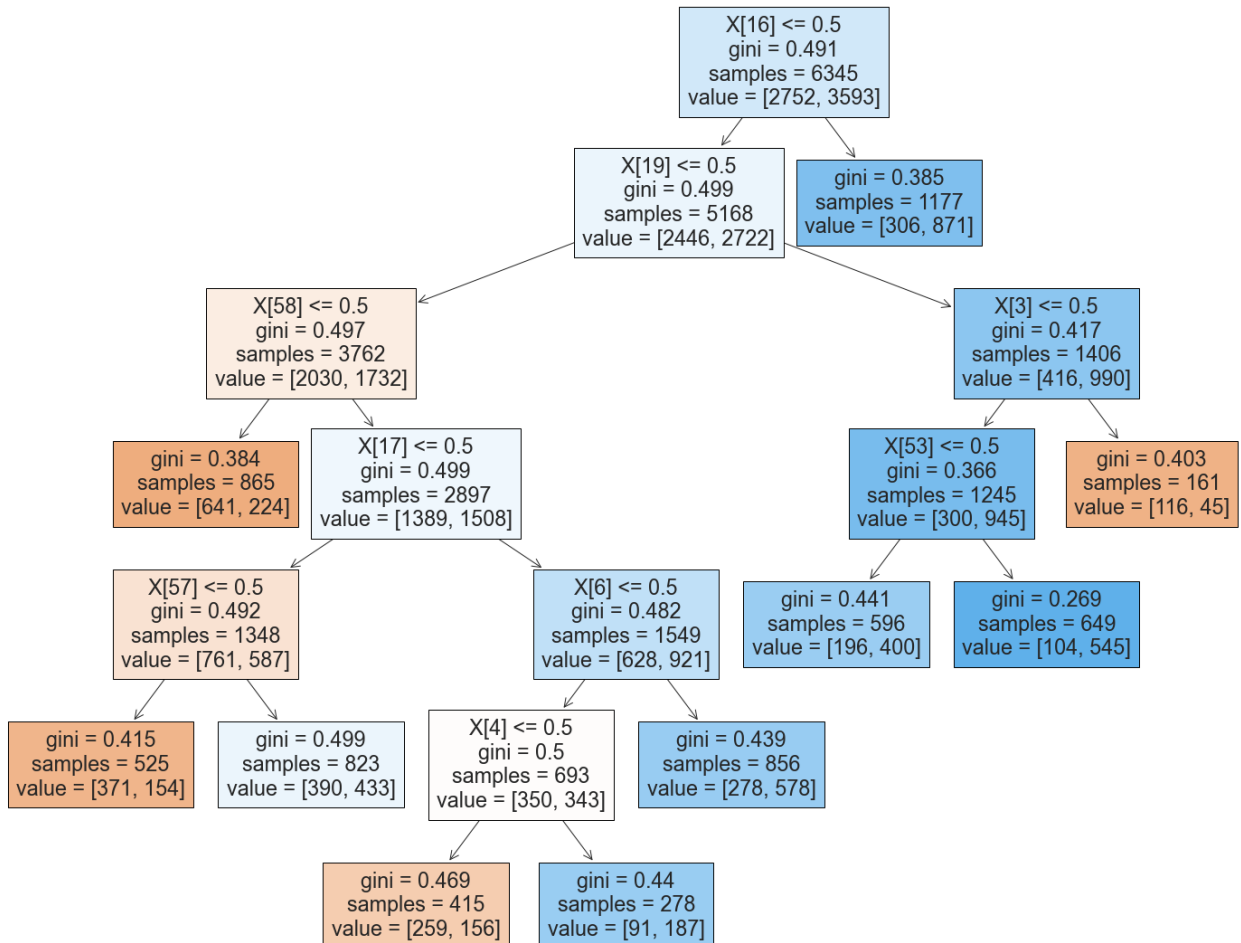 X[16] <= 0.5
gini = 0.491
samples = 6345
value = [2752, 3593]
X[19] <= 0.5
gini = 0.499
samples = 5168
value = [2446, 2722]
gini = 0.385
samples = 1177
value = [306, 871]
X[58] <= 0.5
gini = 0.497
samples = 3762
value = [2030, 1732]
X[3] <= 0.5
gini = 0.417
samples = 1406
value = [416, 990]
gini = 0.384
samples = 865
value = [641, 224]
X[17] <= 0.5
gini = 0.499
samples = 2897
value = [1389, 1508]
X[53] <= 0.5
gini = 0.366
samples = 1245
value = [300, 945]
gini = 0.403
samples = 161
value = [116, 45]
X[57] <= 0.5
gini = 0.492
samples = 1348
value = [761, 587]
X[6] <= 0.5
gini = 0.482
samples = 1549
value = [628, 921]
gini = 0.441
samples = 596
value = [196, 400]
gini = 0.269
samples = 649
value = [104, 545]
gini = 0.415
samples = 525
value = [371, 154]
gini = 0.499
samples = 823
value = [390, 433]
X[4] <= 0.5
gini = 0.5
samples = 693
value = [350, 343]
gini = 0.439
samples = 856
value = [278, 578]
gini = 0.469
samples = 415
value = [259, 156]
gini = 0.44
samples = 278
value = [91, 187]